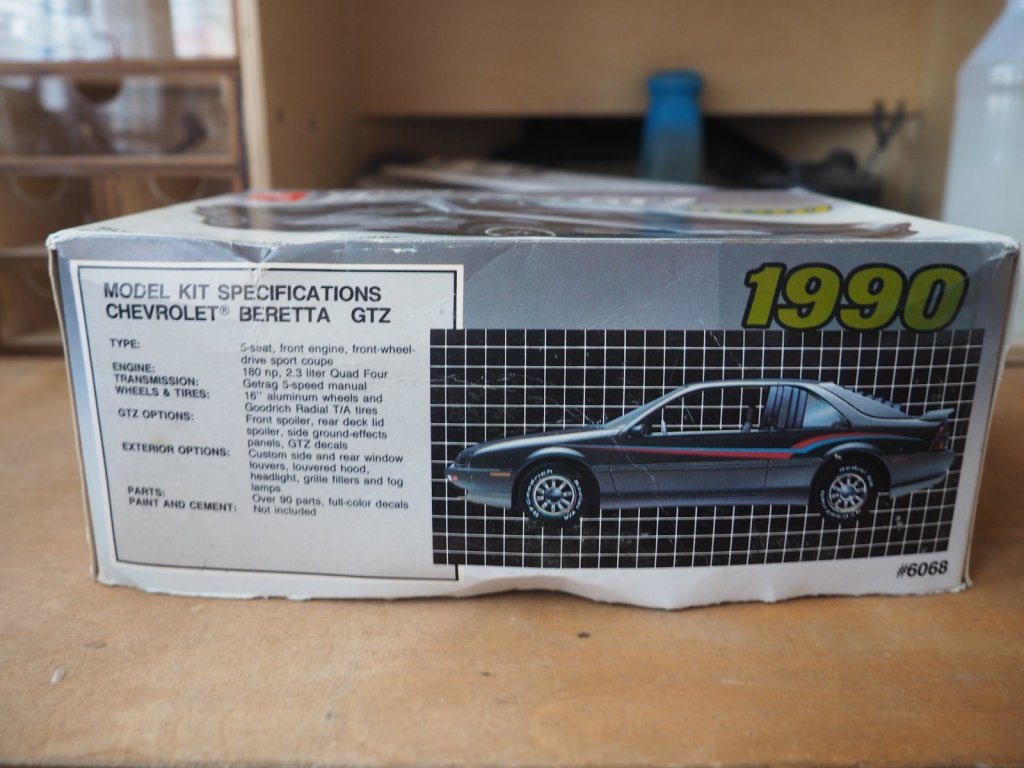 MODEL KIT SPECIFICATIONS
CHEVROLET® BERETTA GTZ
TYPE: 5-seat, front engine, front-wheel-
drive sport coupe
ENGINE: 180 hp, 2.3 liter Quad Four
TRANSMISSION: Getrag 5-speed manual
WHEELS & TIRES: 16" aluminum wheels and
Goodrich Radial T/A tires
GTZ OPTIONS: Front spoiler, rear deck lid
spoiler, side ground-effects
panels, GTZ decals
EXTERIOR OPTIONS: Custom side and rear window
louvers, louvered hood,
headlight, grille fillers and fog
lamps
PARTS: Over 90 parts, full-color decals
PAINT AND CEMENT: Not included
1990
#6068